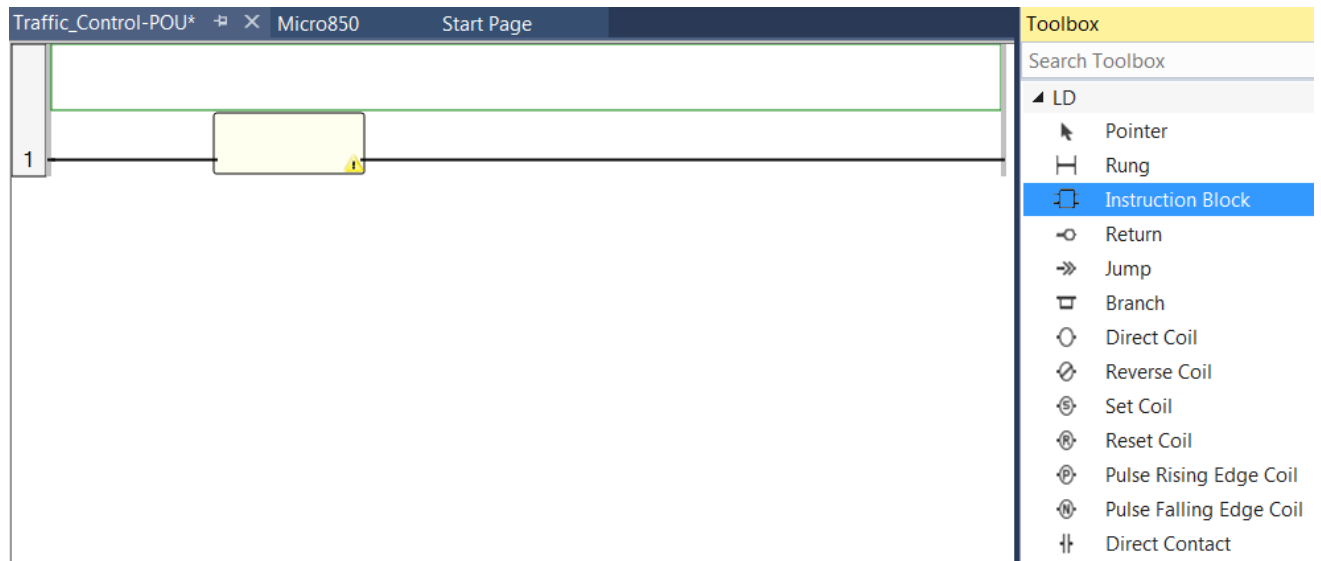 Traffic_Control-POU* Micro850 Start Page
1
Toolbox
Search Toolbox
LD
Pointer
Rung
Instruction Block
Return
Jump
Branch
Direct Coil
Reverse Coil
S Set Coil
R Reset Coil
P Pulse Rising Edge Coil
N Pulse Falling Edge Coil
Direct Contact